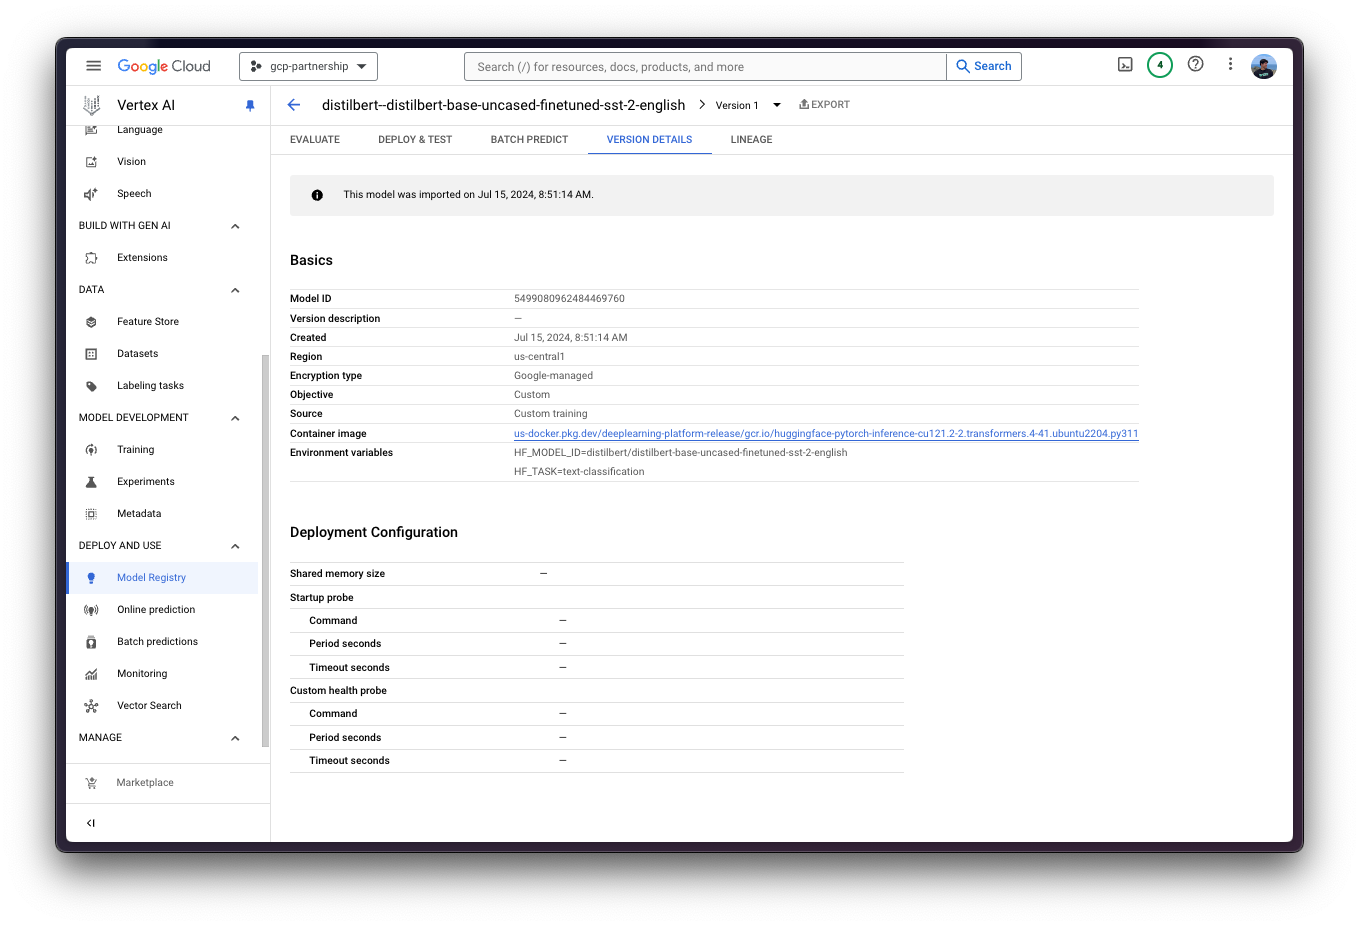 Google Cloud
gcp-partnership
Search (/) for resources, docs, products, and more
Search
4
Vertex AI
distilbert--distilbert-base-uncased-finetuned-sst-2-english
Version 1
EXPORT
EVALUATE
DEPLOY & TEST
BATCH PREDICT
VERSION DETAILS
LINEAGE
Language
Vision
Speech
BUILD WITH GEN AI
Extensions
DATA
Feature Store
Datasets
Labeling tasks
MODEL DEVELOPMENT
Training
Experiments
Metadata
DEPLOY AND USE
Model Registry
Online prediction
Batch predictions
Monitoring
Vector Search
MANAGE
Marketplace
This model was imported on Jul 15, 2024, 8:51:14 AM.
Basics
Model ID 5499080962484469760
Version description —
Created Jul 15, 2024, 8:51:14 AM
Region us-central1
Encryption type Google-managed
Objective Custom
Source Custom training
Container image us-docker.pkg.dev/deeplearning-platform-release/gcr.io/huggingface-pytorch-inference-cu121.2-2.transformers.4-41.ubuntu2204.py311
Environment variables HF_MODEL_ID=distilbert/distilbert-base-uncased-finetuned-sst-2-english
HF_TASK=text-classification
Deployment Configuration
Shared memory size —
Startup probe
Command —
Period seconds —
Timeout seconds —
Custom health probe
Command —
Period seconds —
Timeout seconds —